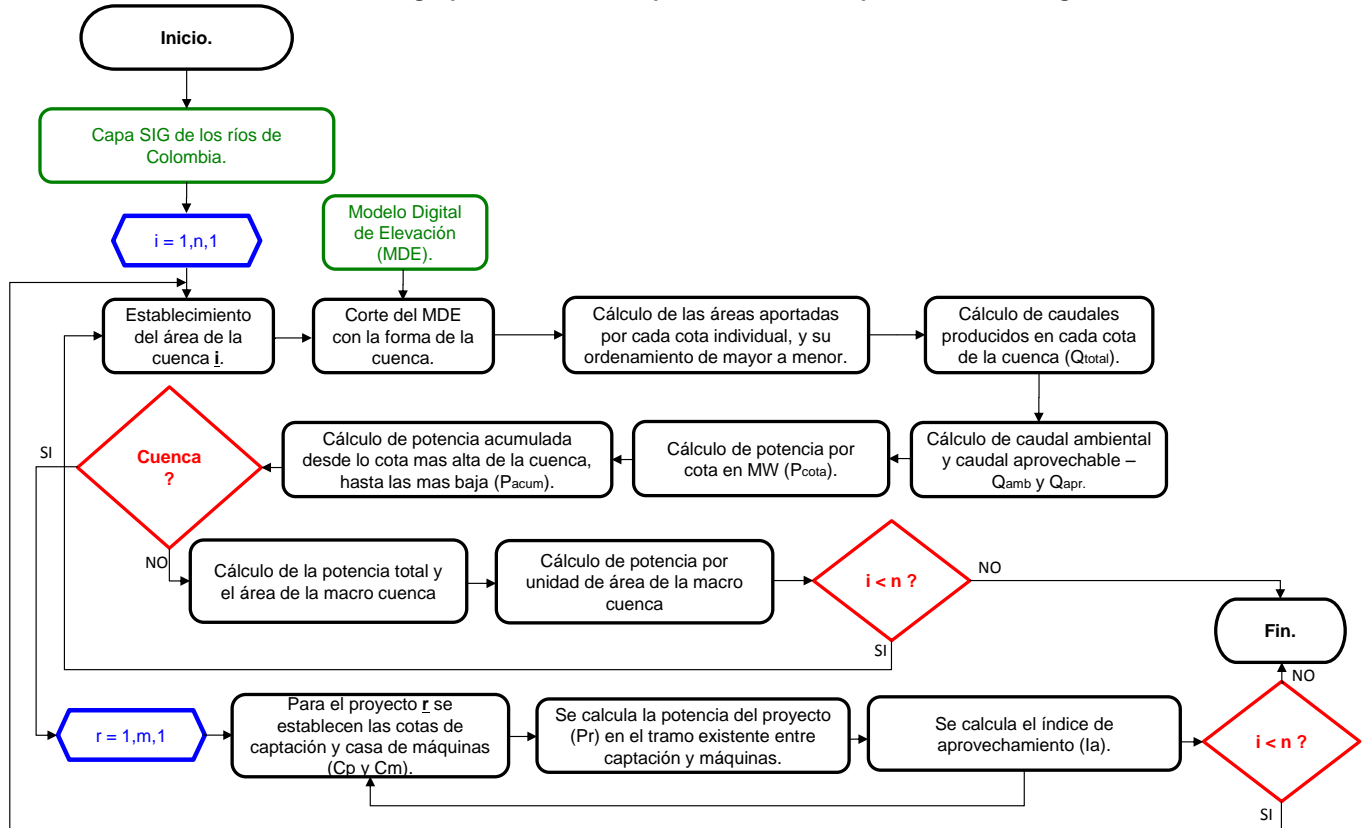 Inicio.
Capa SIG de los ríos de
Colombia.
i = 1,n,1
Modelo Digital
de Elevación
(MDE).
Establecimiento
del área de la
cuenca i.
Corte del MDE
con la forma de la
cuenca.
Cálculo de las áreas aportadas
por cada cota individual, y su
ordenamiento de mayor a menor.
Cálculo de caudales
producidos en cada cota
de la cuenca (Qtotal).
Cálculo de caudal ambiental
y caudal aprovechable –
Qamb y Qapr.
Cálculo de potencia por
cota en MW (Pcota).
Cálculo de potencia acumulada
desde lo cota mas alta de la cuenca,
hasta las mas baja (Pacum).
Cuenca
?
SI
NO
Cálculo de la potencia total y
el área de la macro cuenca
Cálculo de potencia por
unidad de área de la macro
cuenca
i < n ?
NO
SI
Fin.
r = 1,m,1
Para el proyecto r se
establecen las cotas de
captación y casa de máquinas
(Cp y Cm).
Se calcula la potencia del proyecto
(Pr) en el tramo existente entre
captación y máquinas.
Se calcula el índice de
aprovechamiento (Ia).
i < n ?
NO
SI